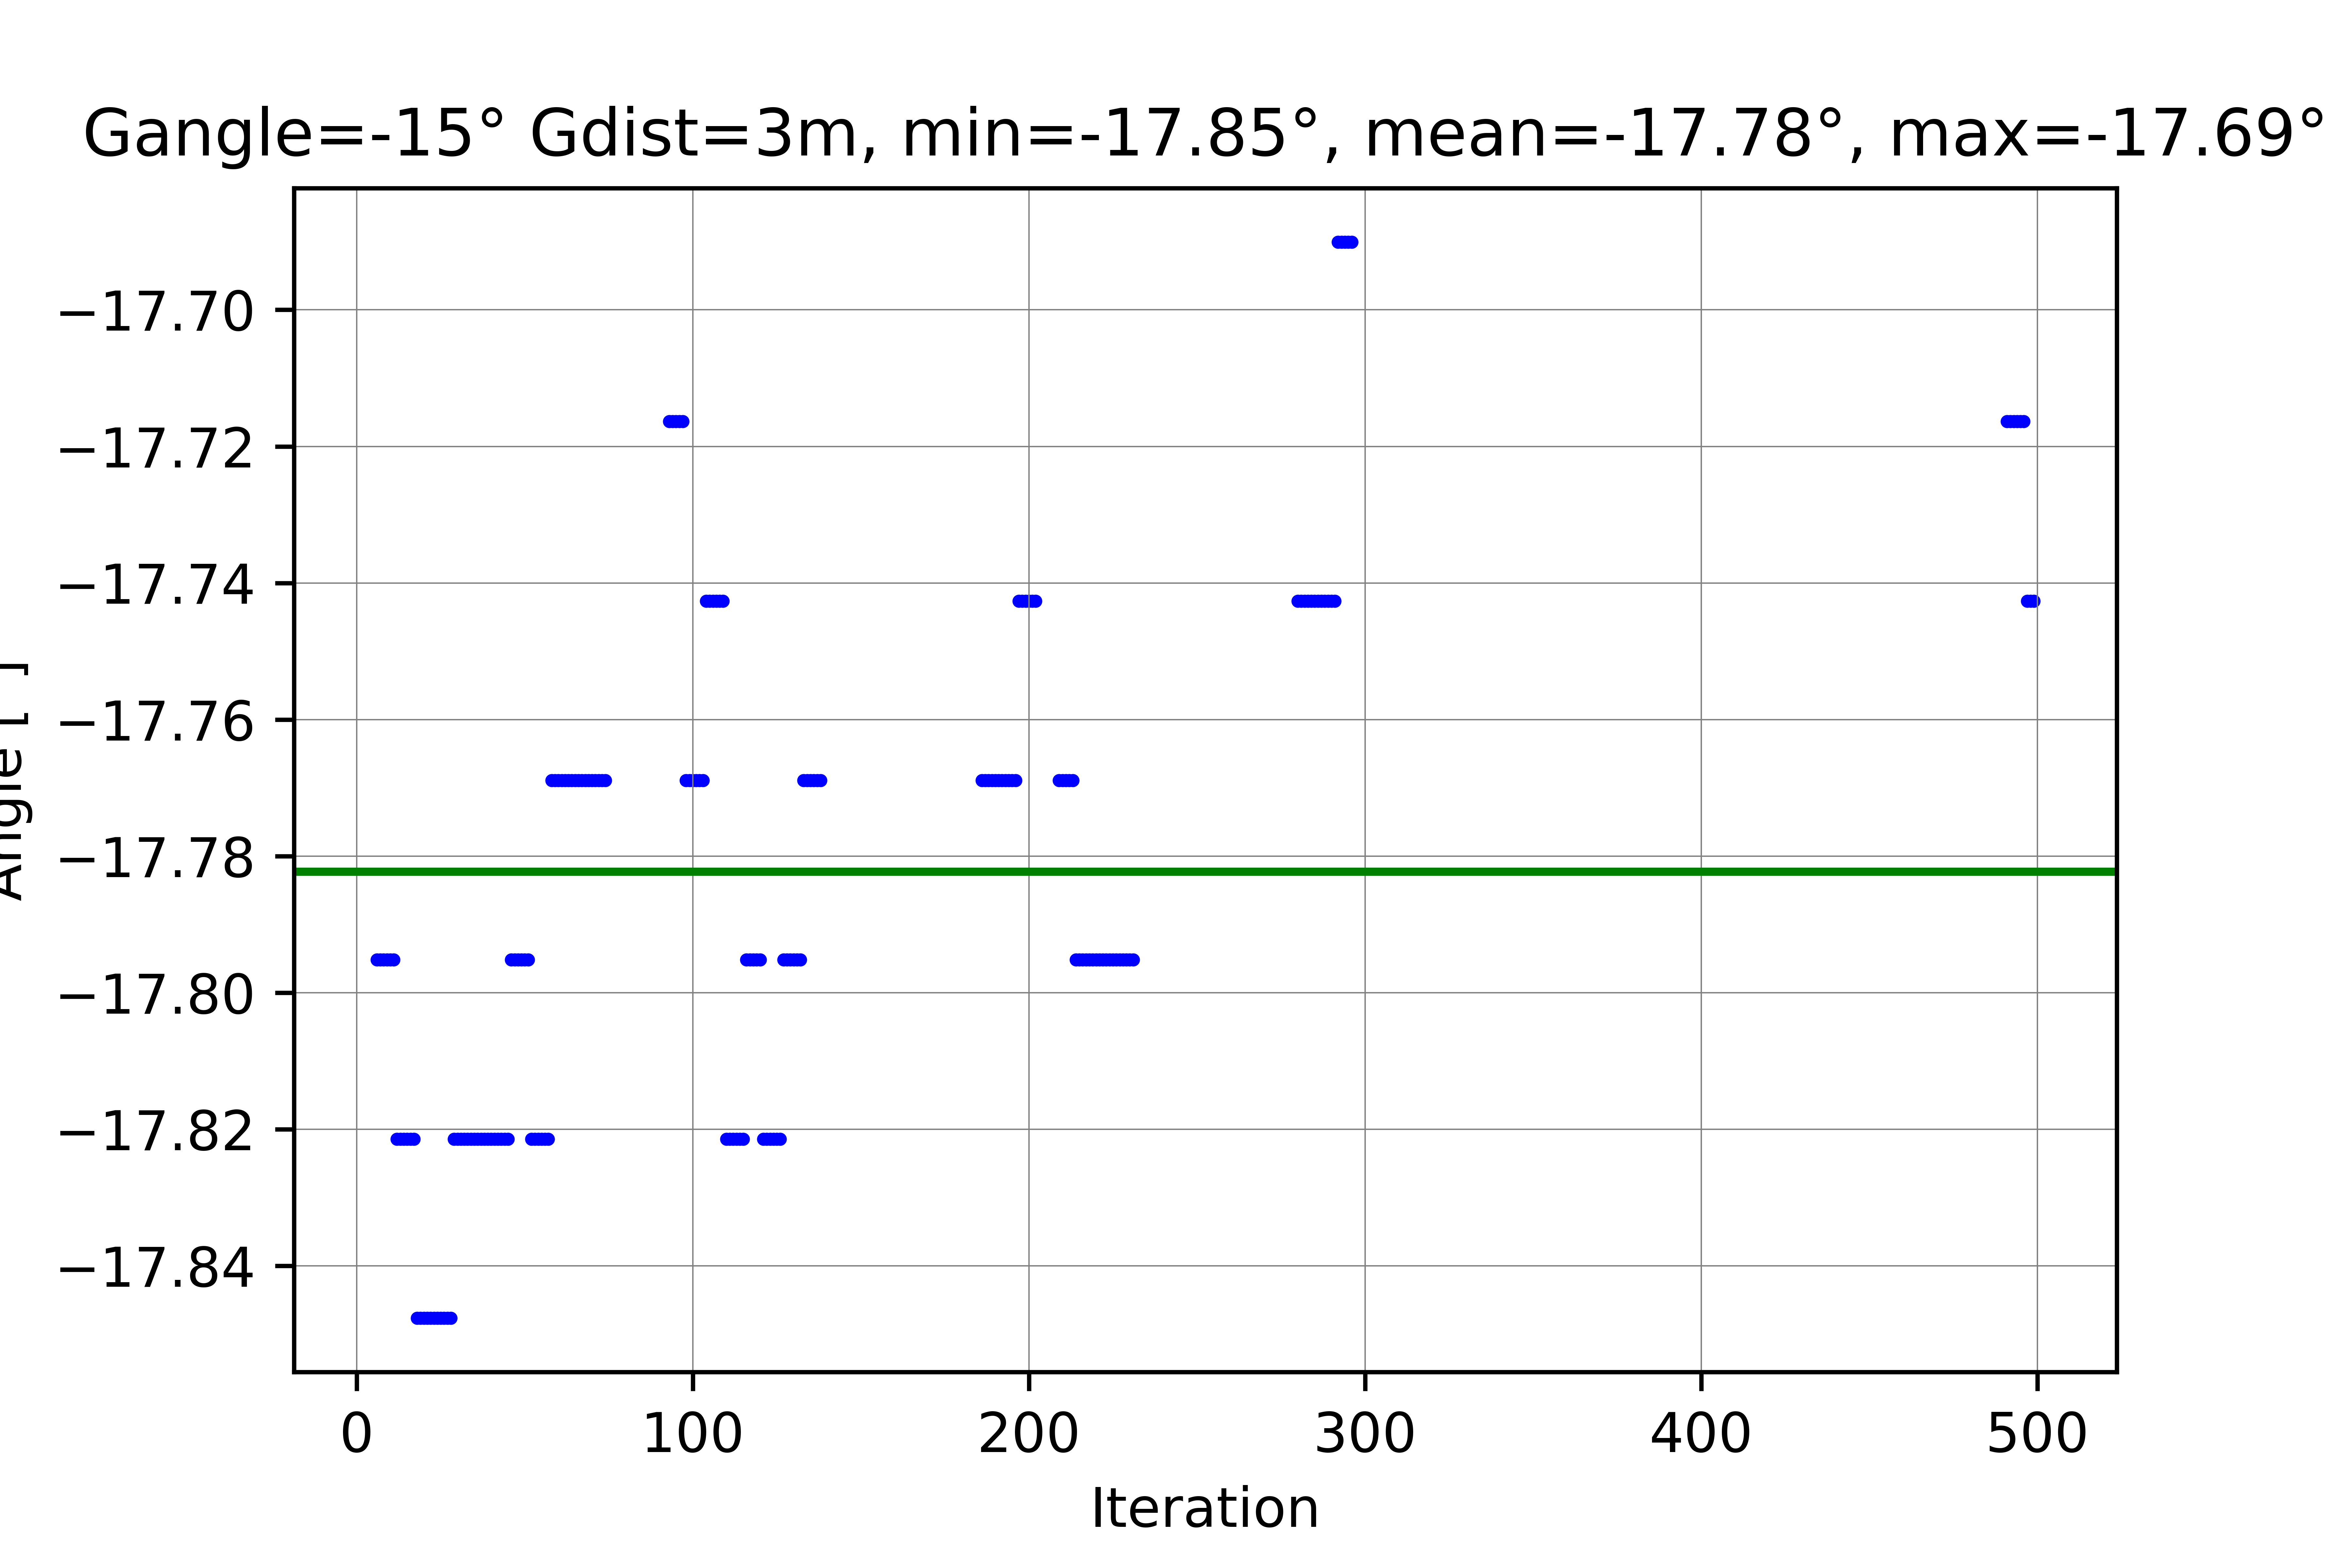 Gangle=-15° Gdist=3m, min=-17.85°, mean=-17.78°, max=-17.69°
−17.70
−17.72
−17.74
−17.76
−17.78
−17.80
−17.82
−17.84
Angle [ ]
0 100 200 300 400 500
Iteration